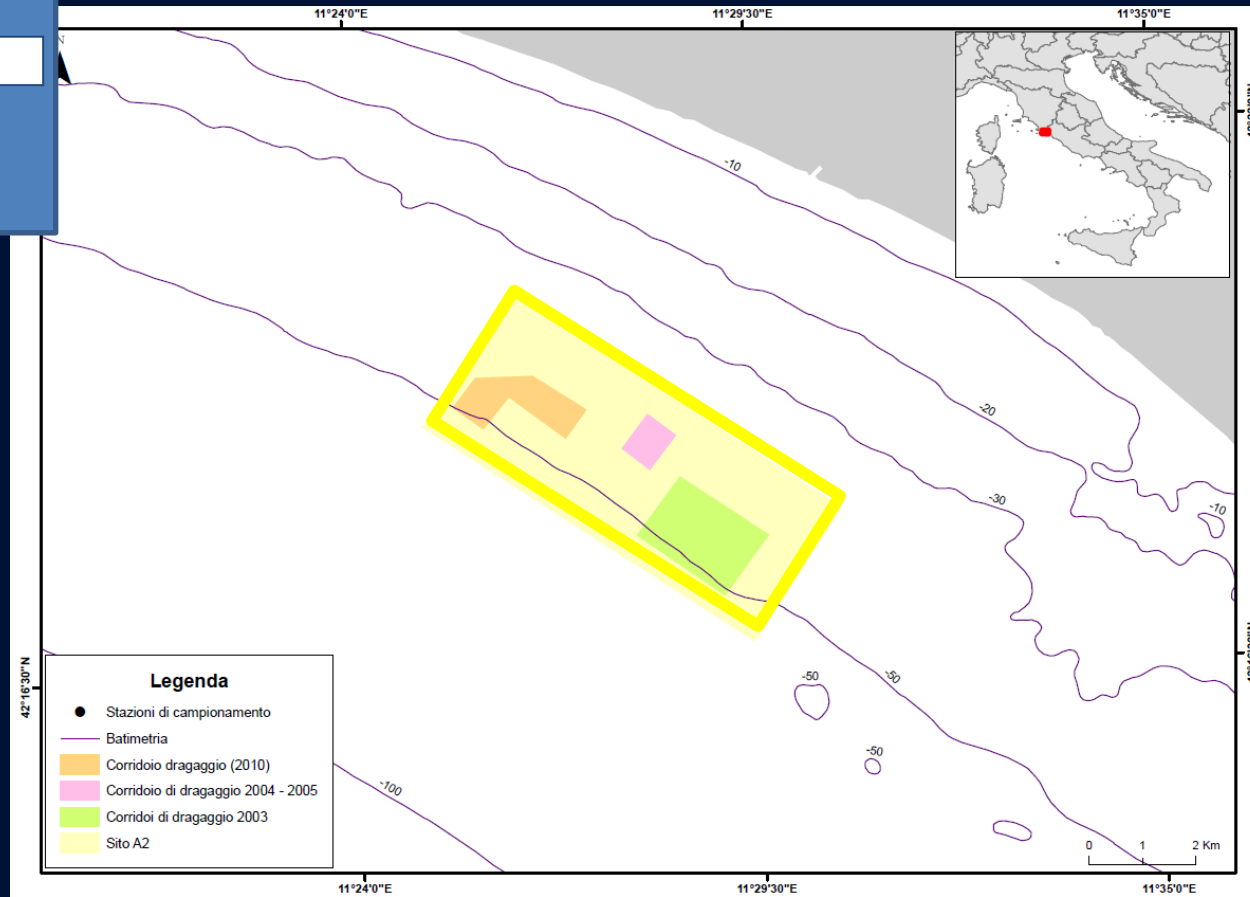 11°24'0"E
11°29'30"E
11°35'0"E
N
-10
-20
-30
-10
-50
-50
-50
-100
42°16'30"N
Legenda
Stazioni di campionamento
Batimetria
Corridoio dragaggio (2010)
Corridoio di dragaggio 2004 - 2005
Corridoi di dragaggio 2003
Sito A2
0 1 2 Km
11°24'0"E
11°29'30"E
11°35'0"E